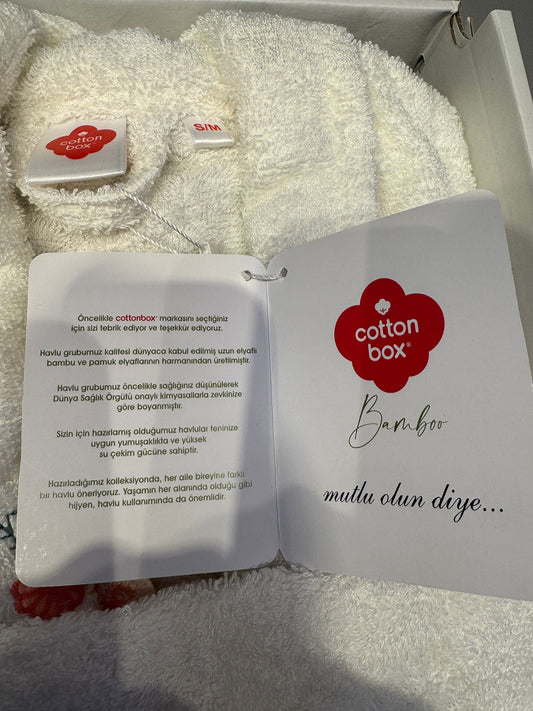 cotton
box®
S/M
Öncelikle cottonbox® markasını seçtiğiniz
için sizi tebrik ediyor ve teşekkür ediyoruz.
Havlu grubumuz kalitesi dünyaca kabul edilmiş uzun elyaflı
bambu ve pamuk elyaflarının harmanından üretilmiştir.
Havlu grubumuz öncelikle sağlığınız düşünülerek
Dünya Sağlık Örgütü onaylı kimyasallarla zevkinize
göre boyanmıştır.
Sizin için hazırlamış olduğumuz havlular teninize
uygun yumuşaklıkta ve yüksek
su çekim gücüne sahiptir.
Hazırladığımız kolleksiyonda, her aile bireyine farklı
bir havlu öneriyoruz. Yaşamın her alanında olduğu gibi
hijyen, havlu kullanımında da önemlidir.
cotton
box®
Bamboo
mutlu olun diye...